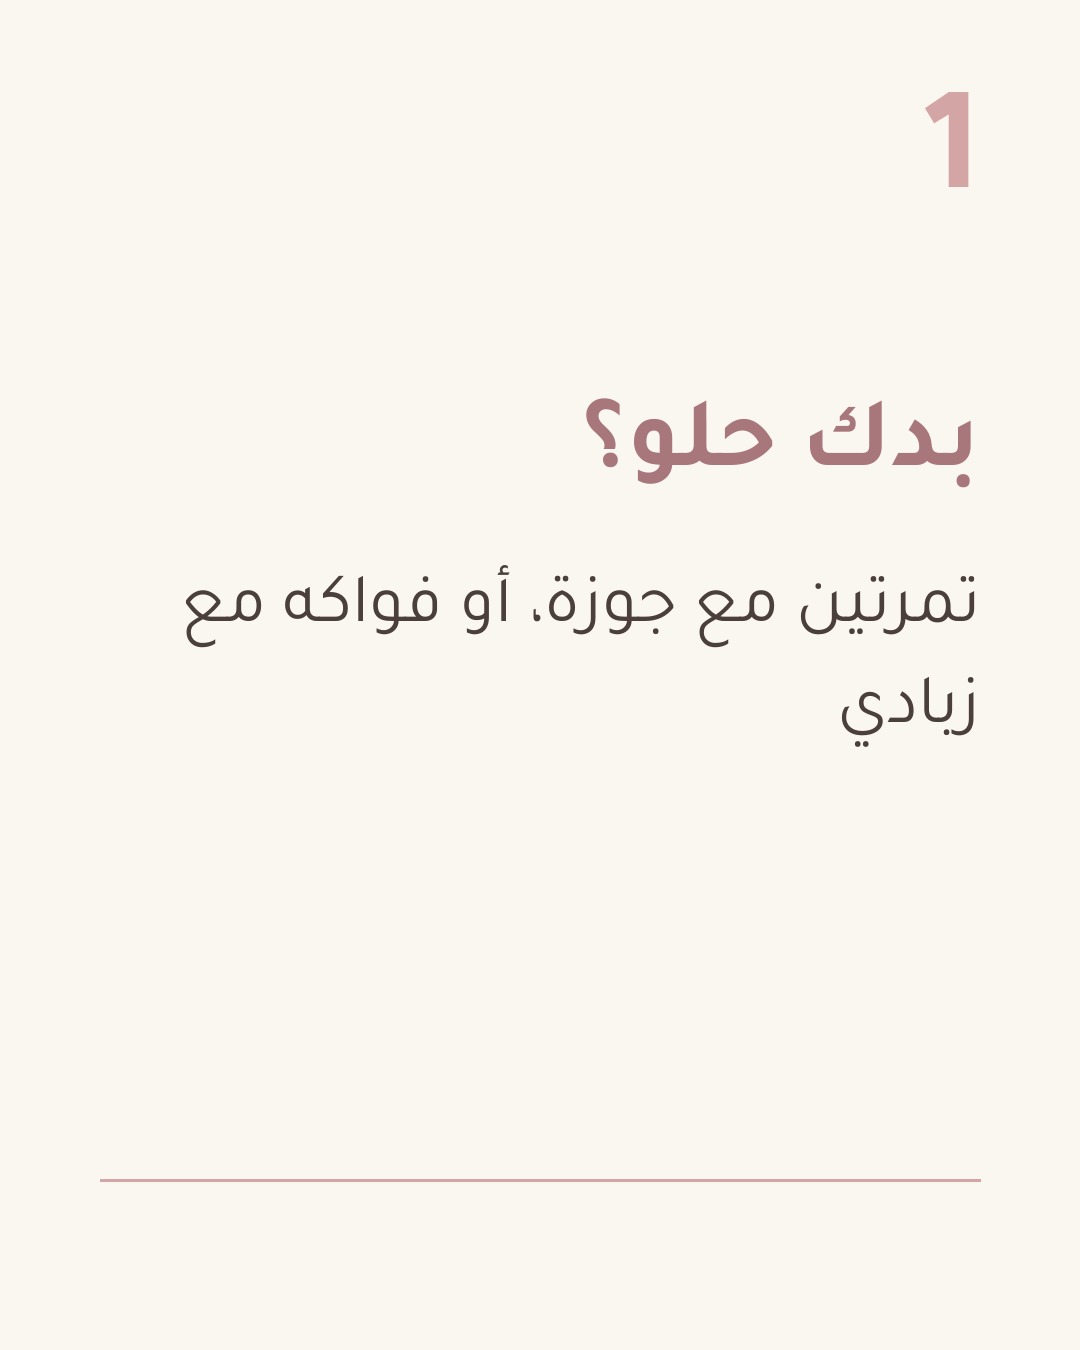 1
بدك حلو؟
تمرتين مع جوزة، أو فواكه مع
زبادي